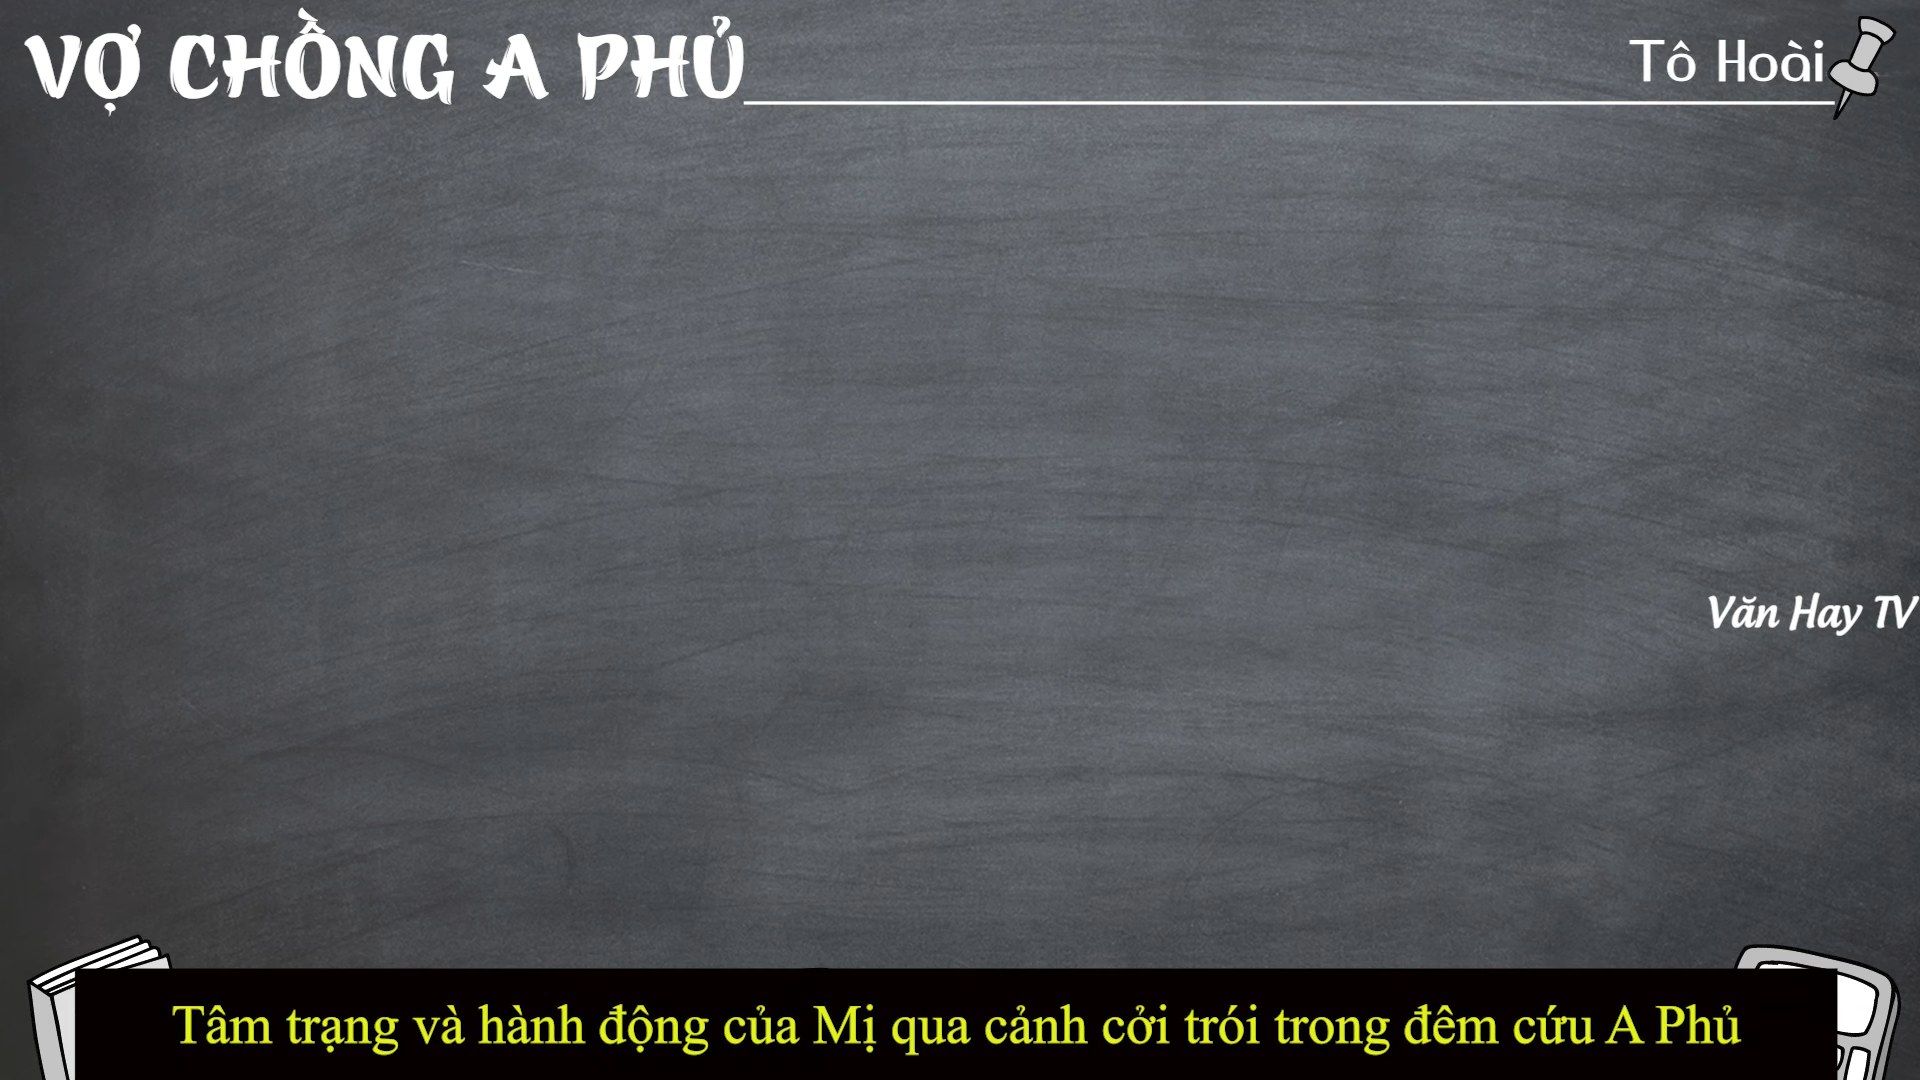 VỢ CHỒNG A PHỦ
Tô Hoài
Văn Hay TV
Tâm trạng và hành động của Mị qua cảnh cởi trói trong đêm cứu A Phủ